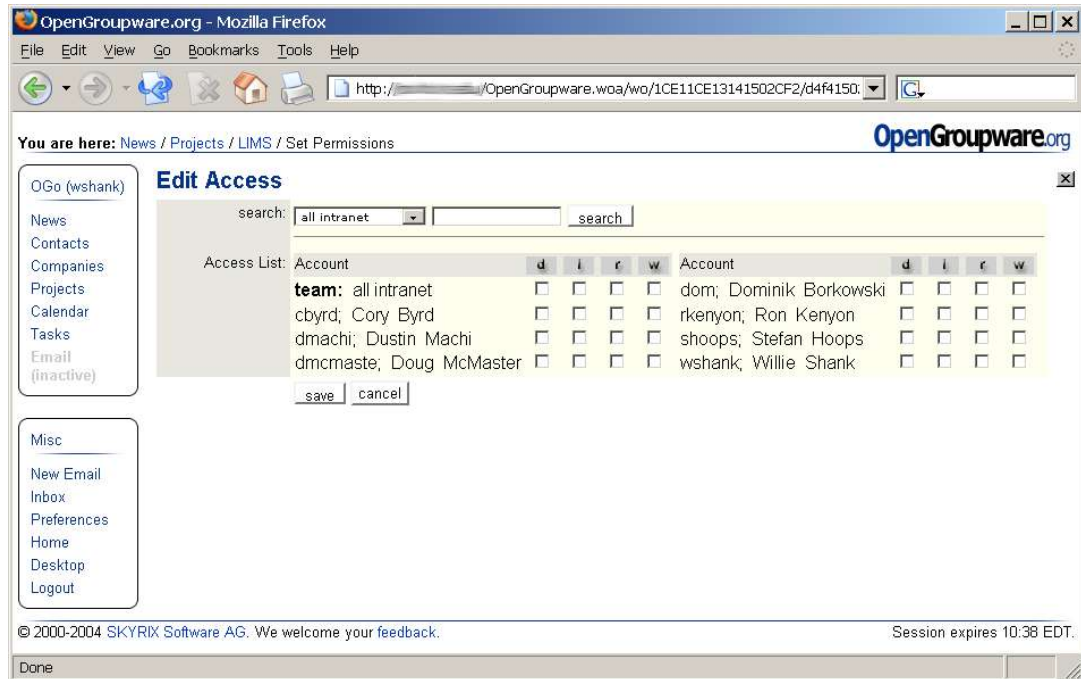 OpenGroupware.org - Mozilla Firefox
File Edit View Go Bookmarks Tools Help
http:// /OpenGroupware.woa/wo/1CE11CE13141502CF2/d4f4150
G
You are here: News / Projects / LIMS / Set Permissions
OpenGroupware.org
OGo (wshank)
News
Contacts
Companies
Projects
Calendar
Tasks
Email
(inactive)
Misc
New Email
Inbox
Preferences
Home
Desktop
Logout
Edit Access
search: all intranet search
Access List: Account d i r w Account d i r w
team: all intranet dom; Dominik Borkowski
cbyrd; Cory Byrd rkenyon; Ron Kenyon
dmachi; Dustin Machi shoops; Stefan Hoops
dmcmaste; Doug McMaster wshank; Willie Shank
save cancel
© 2000-2004 SKYRIX Software AG. We welcome your feedback. Session expires 10:38 EDT.
Done